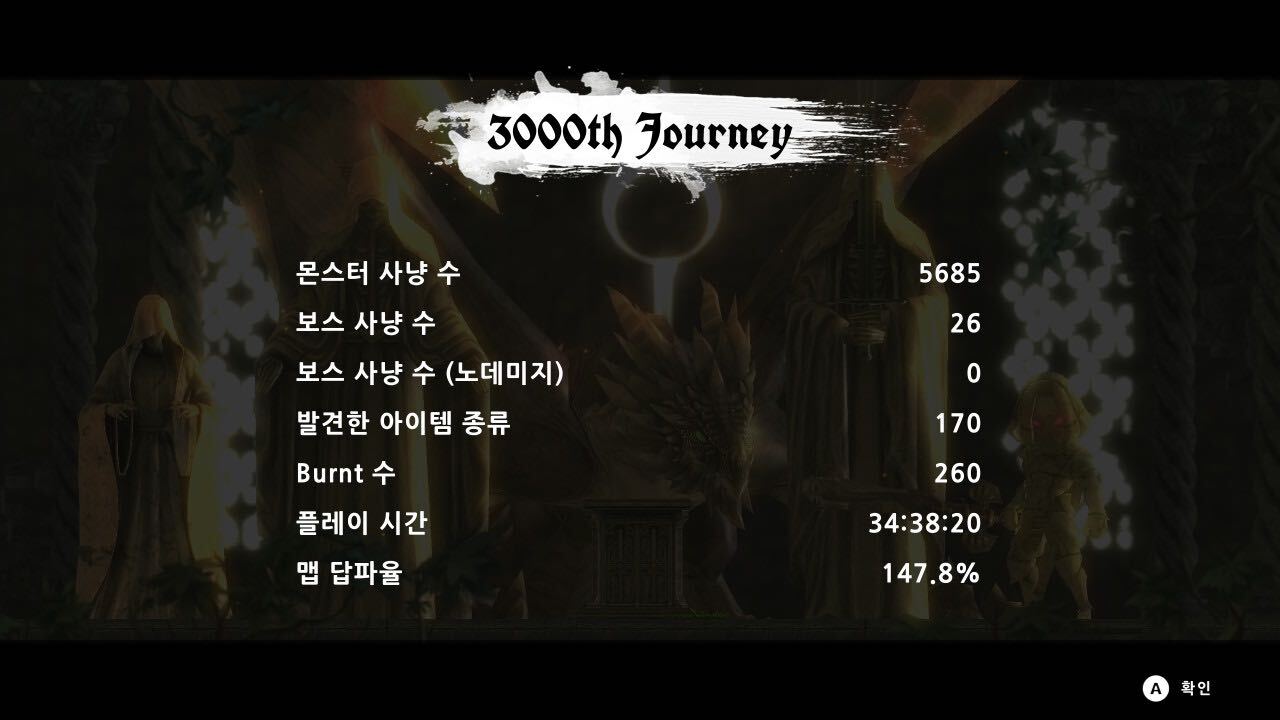 3000th Journey
몬스터 사냥 수 5685
보스 사냥 수 26
보스 사냥 수 (노데미지) 0
발견한 아이템 종류 170
Burnt 수 260
플레이 시간 34:38:20
맵 답파율 147.8%
A 확인